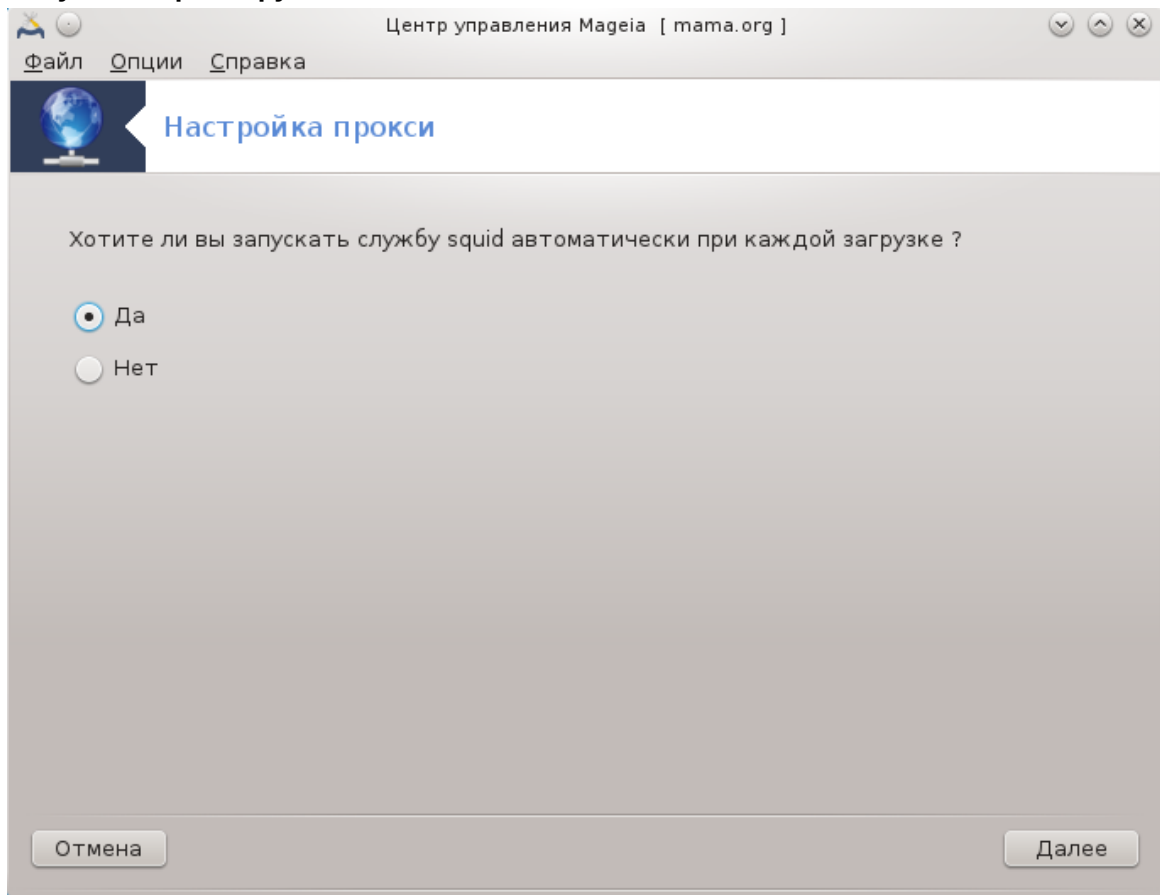 Центр управления Mageia [ mama.org ]
Файл Опции Справка
Настройка прокси
Хотите ли вы запускать службу squid автоматически при каждой загрузке ?
Да
Нет
Отмена
Далее